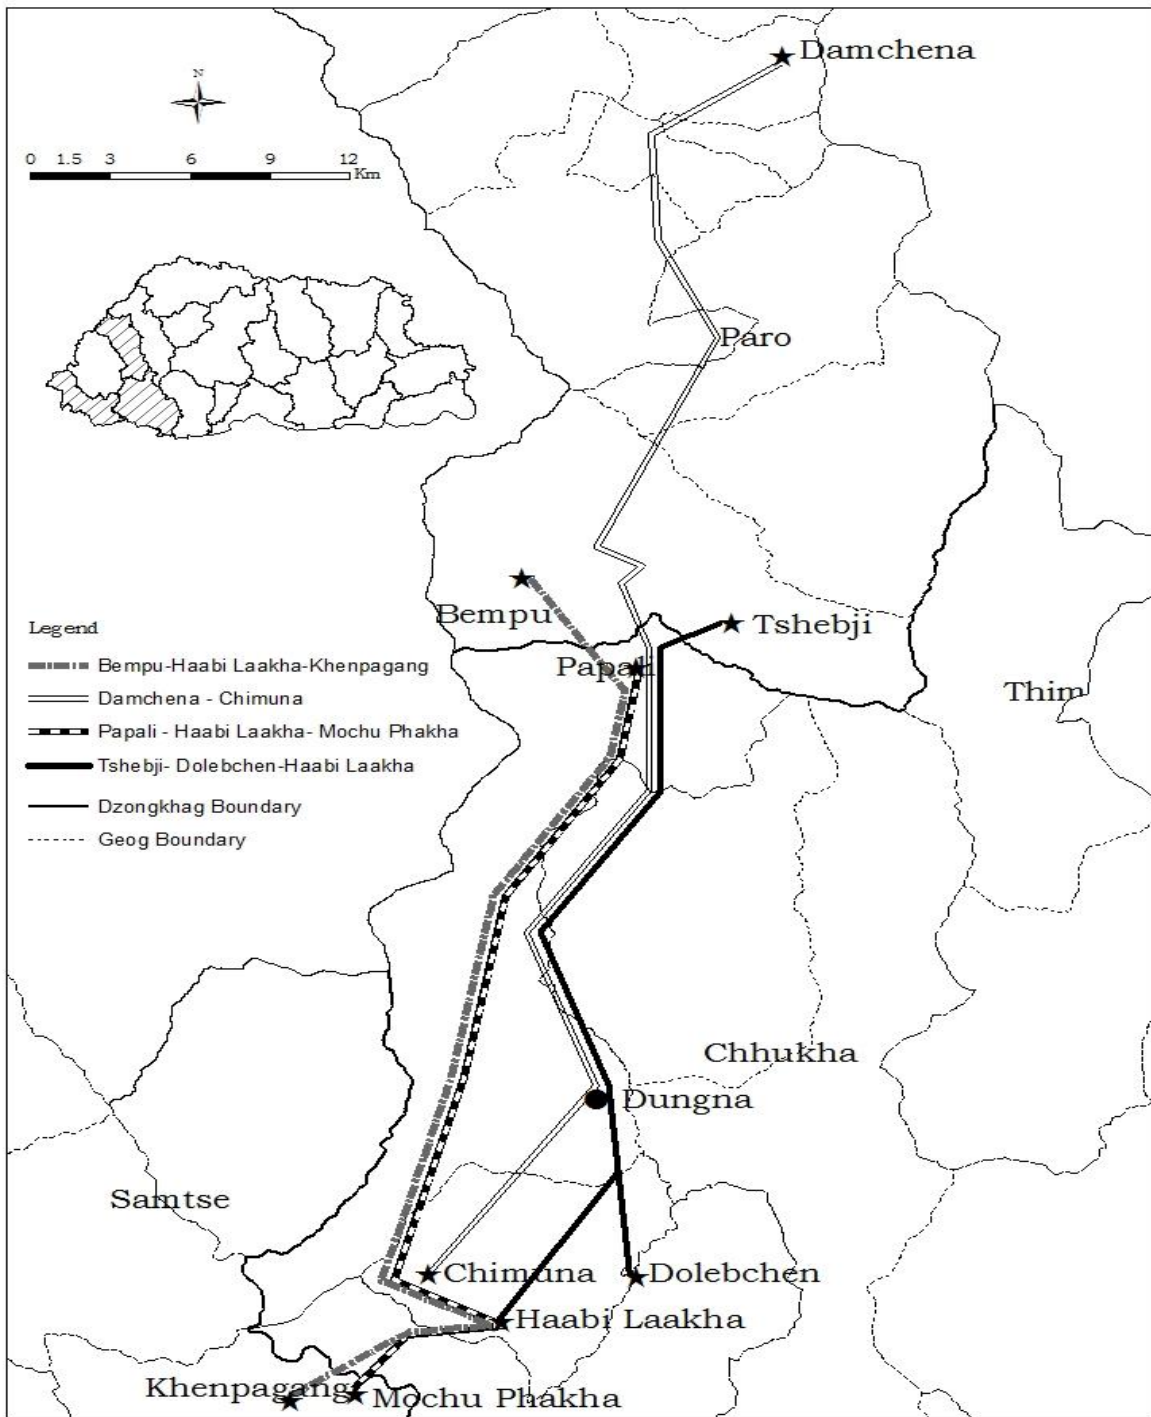 Damchena
N
0 1.5 3 6 9 12
Km
Paro
Bempu
Tshebji
Legend
Papali
Bempu-Haabi Laakha-Khenpagang
Thim
Damchena - Chimuna
Papali - Haabi Laakha- Mochu Phakha
Tshebji- Dolebchen-Haabi Laakha
Dzongkhag Boundary
Geog Boundary
Chhukha
Dungna
Samtse
Chimuna
Dolebchen
Haabi Laakha
Khenpagang
Mochu Phakha